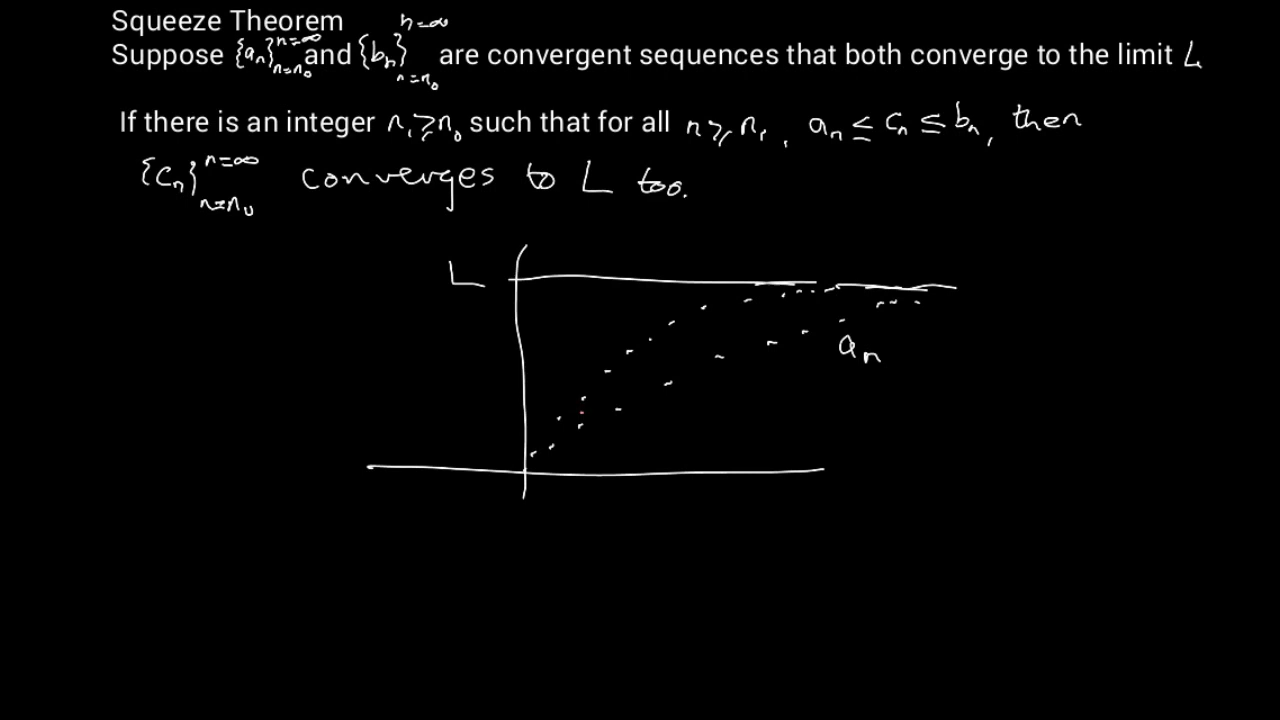 Squeeze Theorem
Suppose {aₙ}ₙ₌ₙ₀ⁿ⁼∞ and {bₙ}ₙ₌ₙ₀ⁿ⁼∞ are convergent sequences that both converge to the limit L
If there is an integer n₁ ≥ n₀ such that for all n ≥ n₁, aₙ ≤ cₙ ≤ bₙ, then
{cₙ}ₙ₌ₙ₀ⁿ⁼∞ converges to L too.
L
aₙ